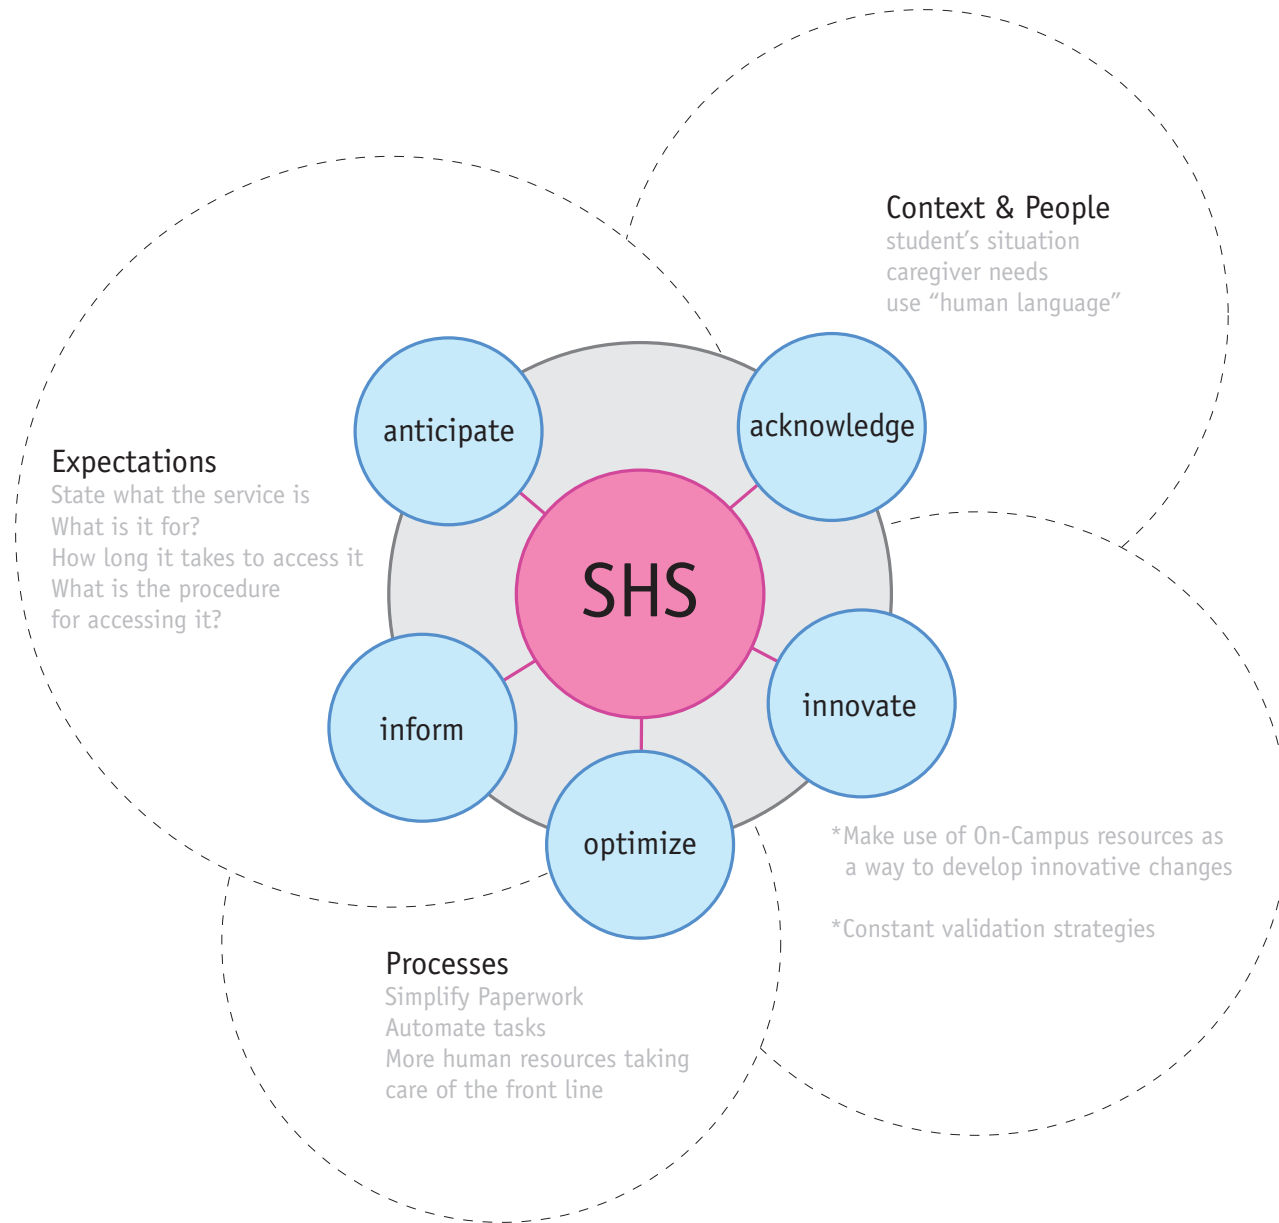 Context & People
student’s situation
caregiver needs
use “human language”
anticipate
acknowledge
Expectations
State what the service is
What is it for?
How long it takes to access it
What is the procedure
for accessing it?
SHS
inform
innovate
optimize
*Make use of On-Campus resources as
a way to develop innovative changes
*Constant validation strategies
Processes
Simplify Paperwork
Automate tasks
More human resources taking
care of the front line